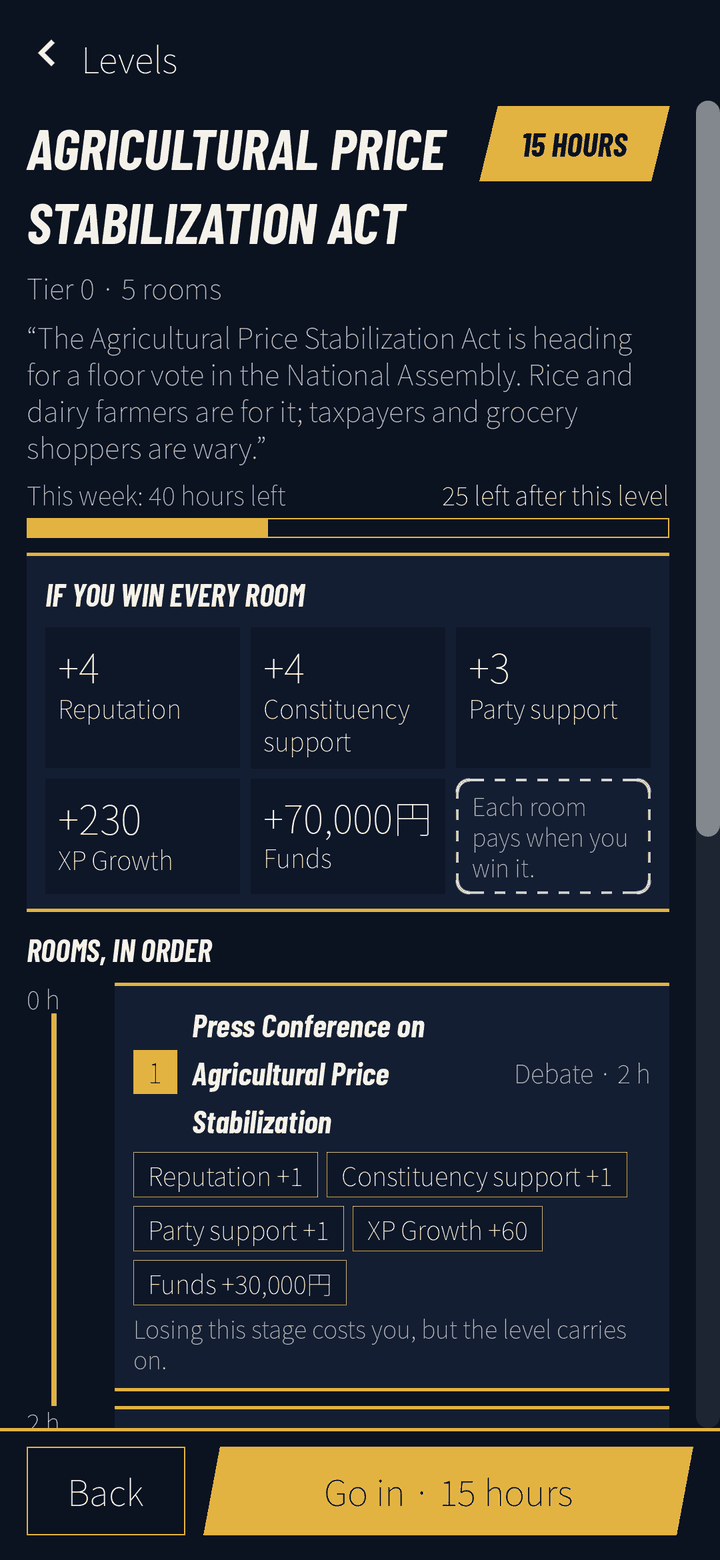 Levels
AGRICULTURAL PRICE
STABILIZATION ACT
15 HOURS
Tier 0 · 5 rooms
“The Agricultural Price Stabilization Act is heading
for a floor vote in the National Assembly. Rice and
dairy farmers are for it; taxpayers and grocery
shoppers are wary.”
This week: 40 hours left
25 left after this level
IF YOU WIN EVERY ROOM
+4
Reputation
+4
Constituency
support
+3
Party support
+230
XP Growth
+70,000円
Funds
Each room
pays when you
win it.
ROOMS, IN ORDER
0 h
1
Press Conference on
Agricultural Price
Stabilization
Debate · 2 h
Reputation +1
Constituency support +1
Party support +1
XP Growth +60
Funds +30,000円
Losing this stage costs you, but the level carries
on.
2 h
Back
Go in · 15 hours